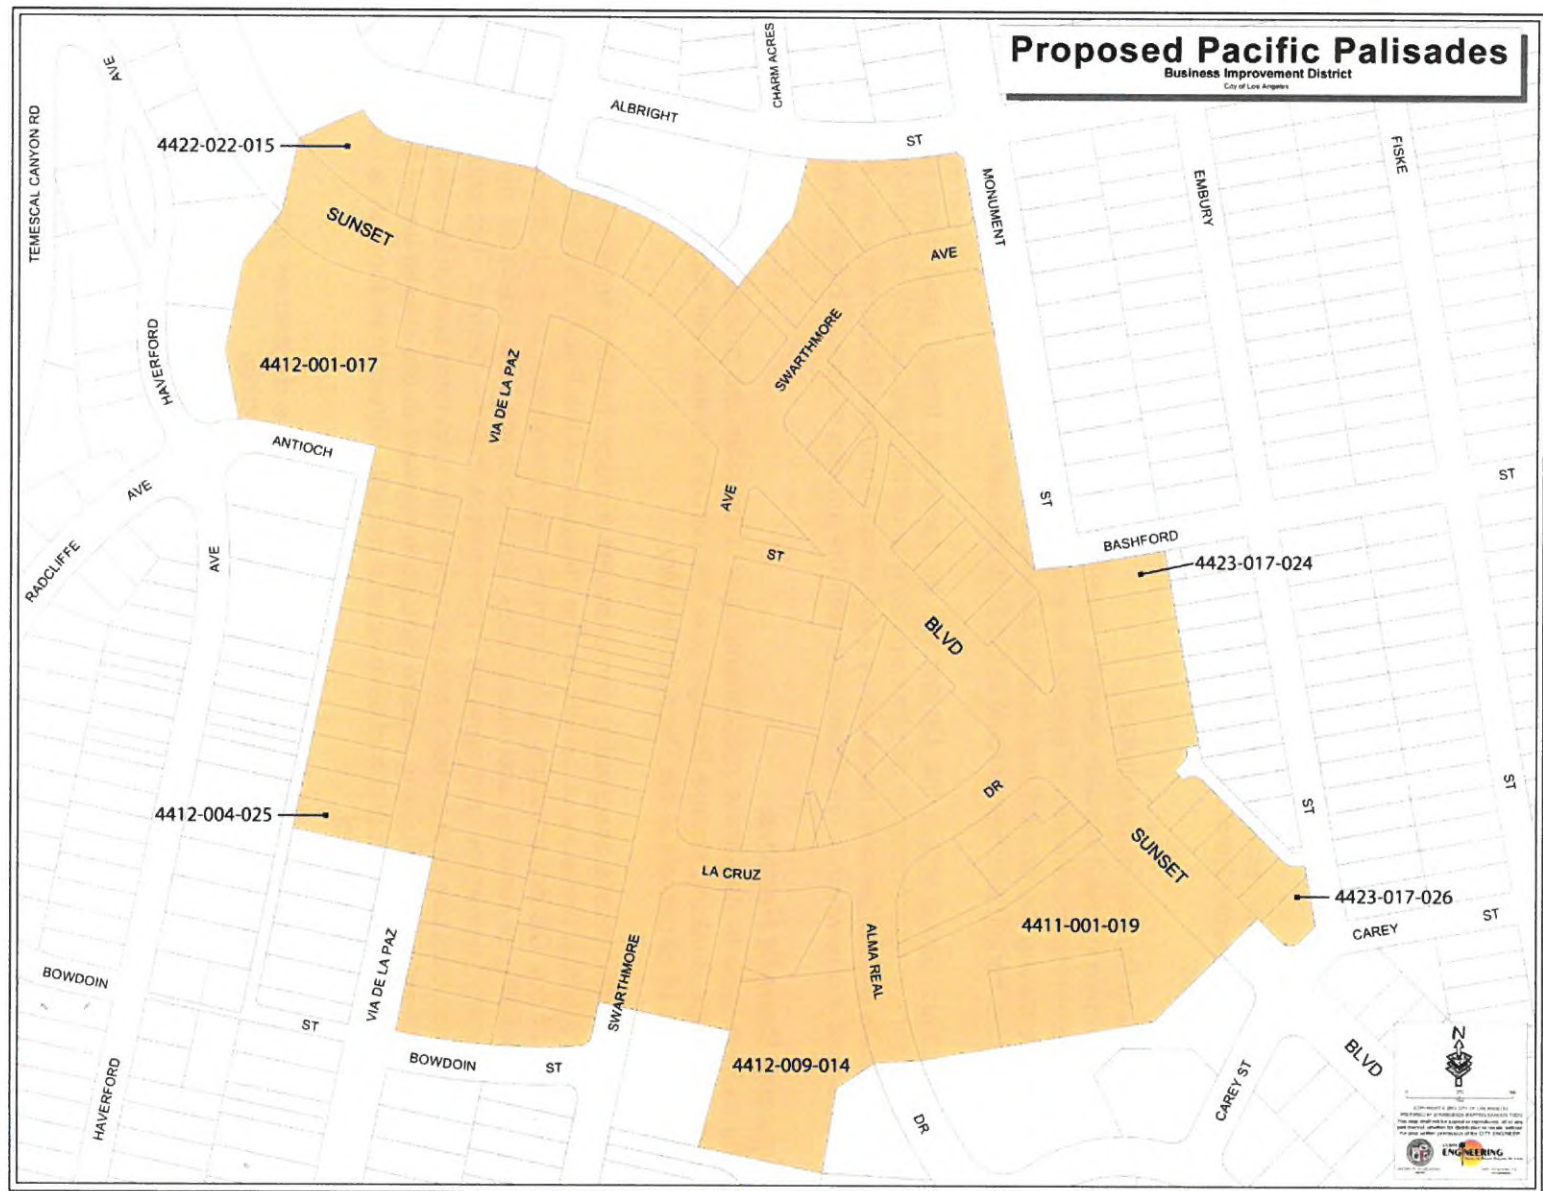 Proposed Pacific Palisades
Business Improvement District
City of Los Angeles
CHARM ACRES
AVE
ALBRIGHT
ST
TEMESCAL CANYON RD
4422-022-015
FISKE
MONUMENT
EMBURY
SUNSET
AVE
HAVERFORD
4412-001-017
SWARTHMORE
VIA DE LA PAZ
ANTIOCH
AVE
AVE
ST
ST
RADCLIFFE
AVE
ST
BASHFORD
4423-017-024
BLVD
DR
ST
ST
4412-004-025
SUNSET
LA CRUZ
4423-017-026
4411-001-019
ST
CAREY
ALMA REAL
VIA DE LA PAZ
SWARTHMORE
BOWDOIN
ST
BOWDOIN
ST
4412-009-014
HAVERFORD
DR
CAREY ST
BLVD
N
ENGINEERING